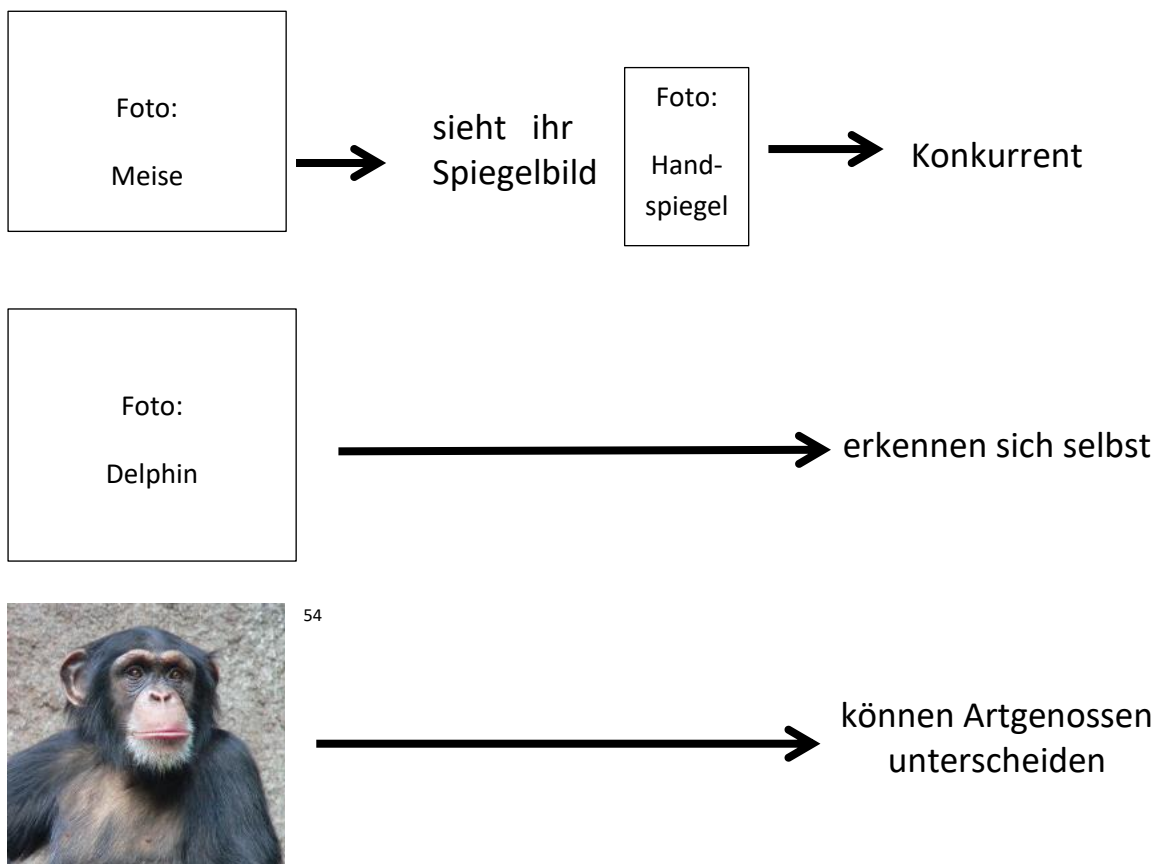 Foto:
Meise
sieht ihr
Spiegelbild
Foto:
Hand-
spiegel
Konkurrent
Foto:
Delphin
erkennen sich selbst
54
können Artgenossen
unterscheiden